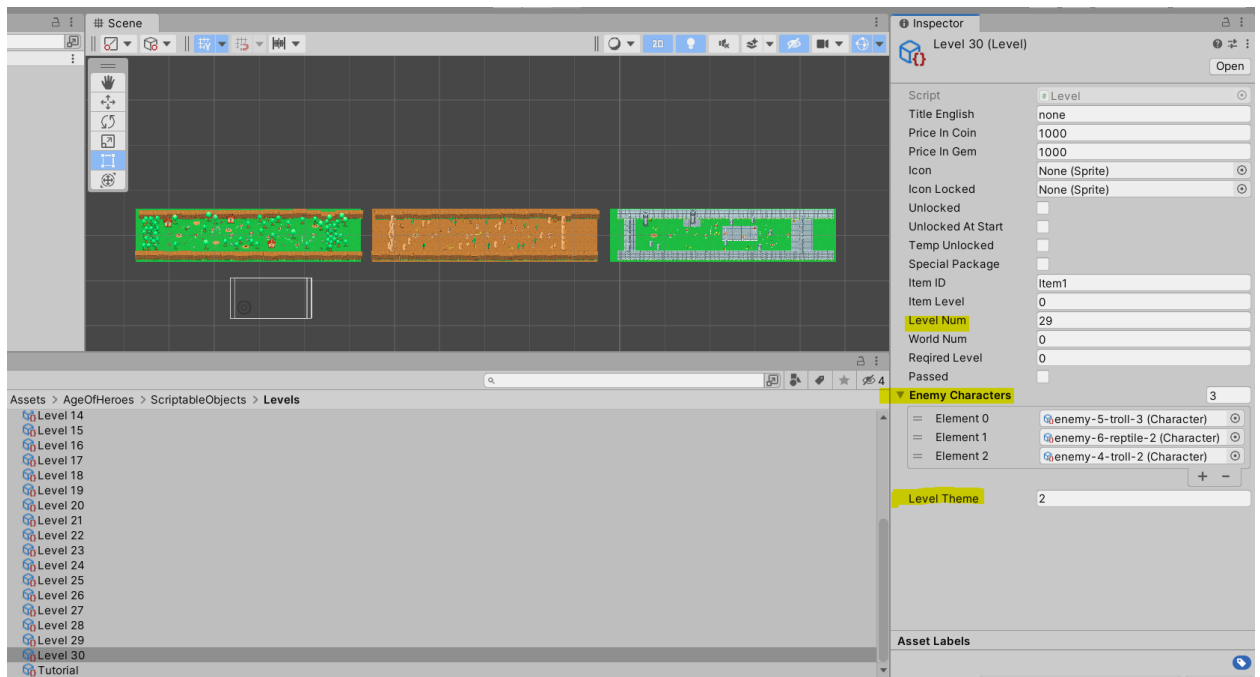 Scene
2D
4
Assets > AgeOfHeroes > ScriptableObjects > Levels
Level 14
Level 15
Level 16
Level 17
Level 18
Level 19
Level 20
Level 21
Level 22
Level 23
Level 24
Level 25
Level 26
Level 27
Level 28
Level 29
Level 30
Tutorial
Inspector
Level 30 (Level)
Open
Script Level
Title English none
Price In Coin 1000
Price In Gem 1000
Icon None (Sprite)
Icon Locked None (Sprite)
Unlocked
Unlocked At Start
Temp Unlocked
Special Package
Item ID Item1
Item Level 0
Level Num 29
World Num 0
Reqired Level 0
Passed
Enemy Characters 3
Element 0 enemy-5-troll-3 (Character)
Element 1 enemy-6-reptile-2 (Character)
Element 2 enemy-4-troll-2 (Character)
Level Theme 2
Asset Labels